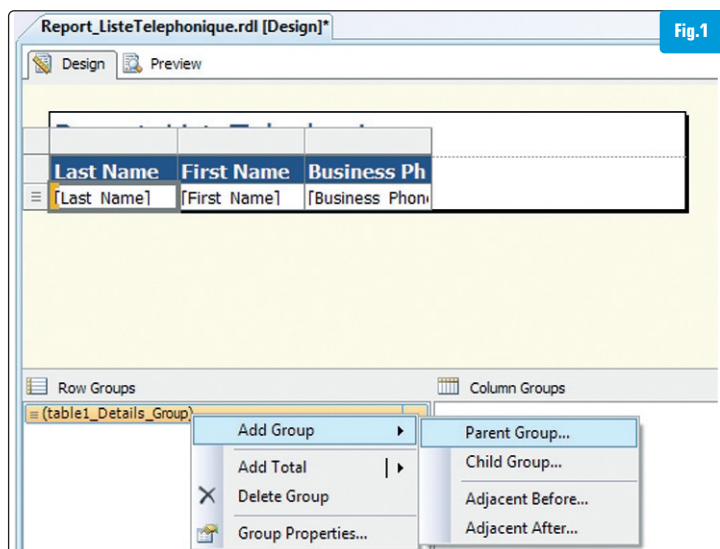 Report_ListeTelephonique.rdl [Design]*
Fig.1
Design Preview
Last Name First Name Business Ph
[Last Name] [First Name] [Business Phon
Row Groups Column Groups
(table1_Details_Group)
Add Group Parent Group...
Add Total Child Group...
Delete Group Adjacent Before...
Group Properties... Adjacent After...